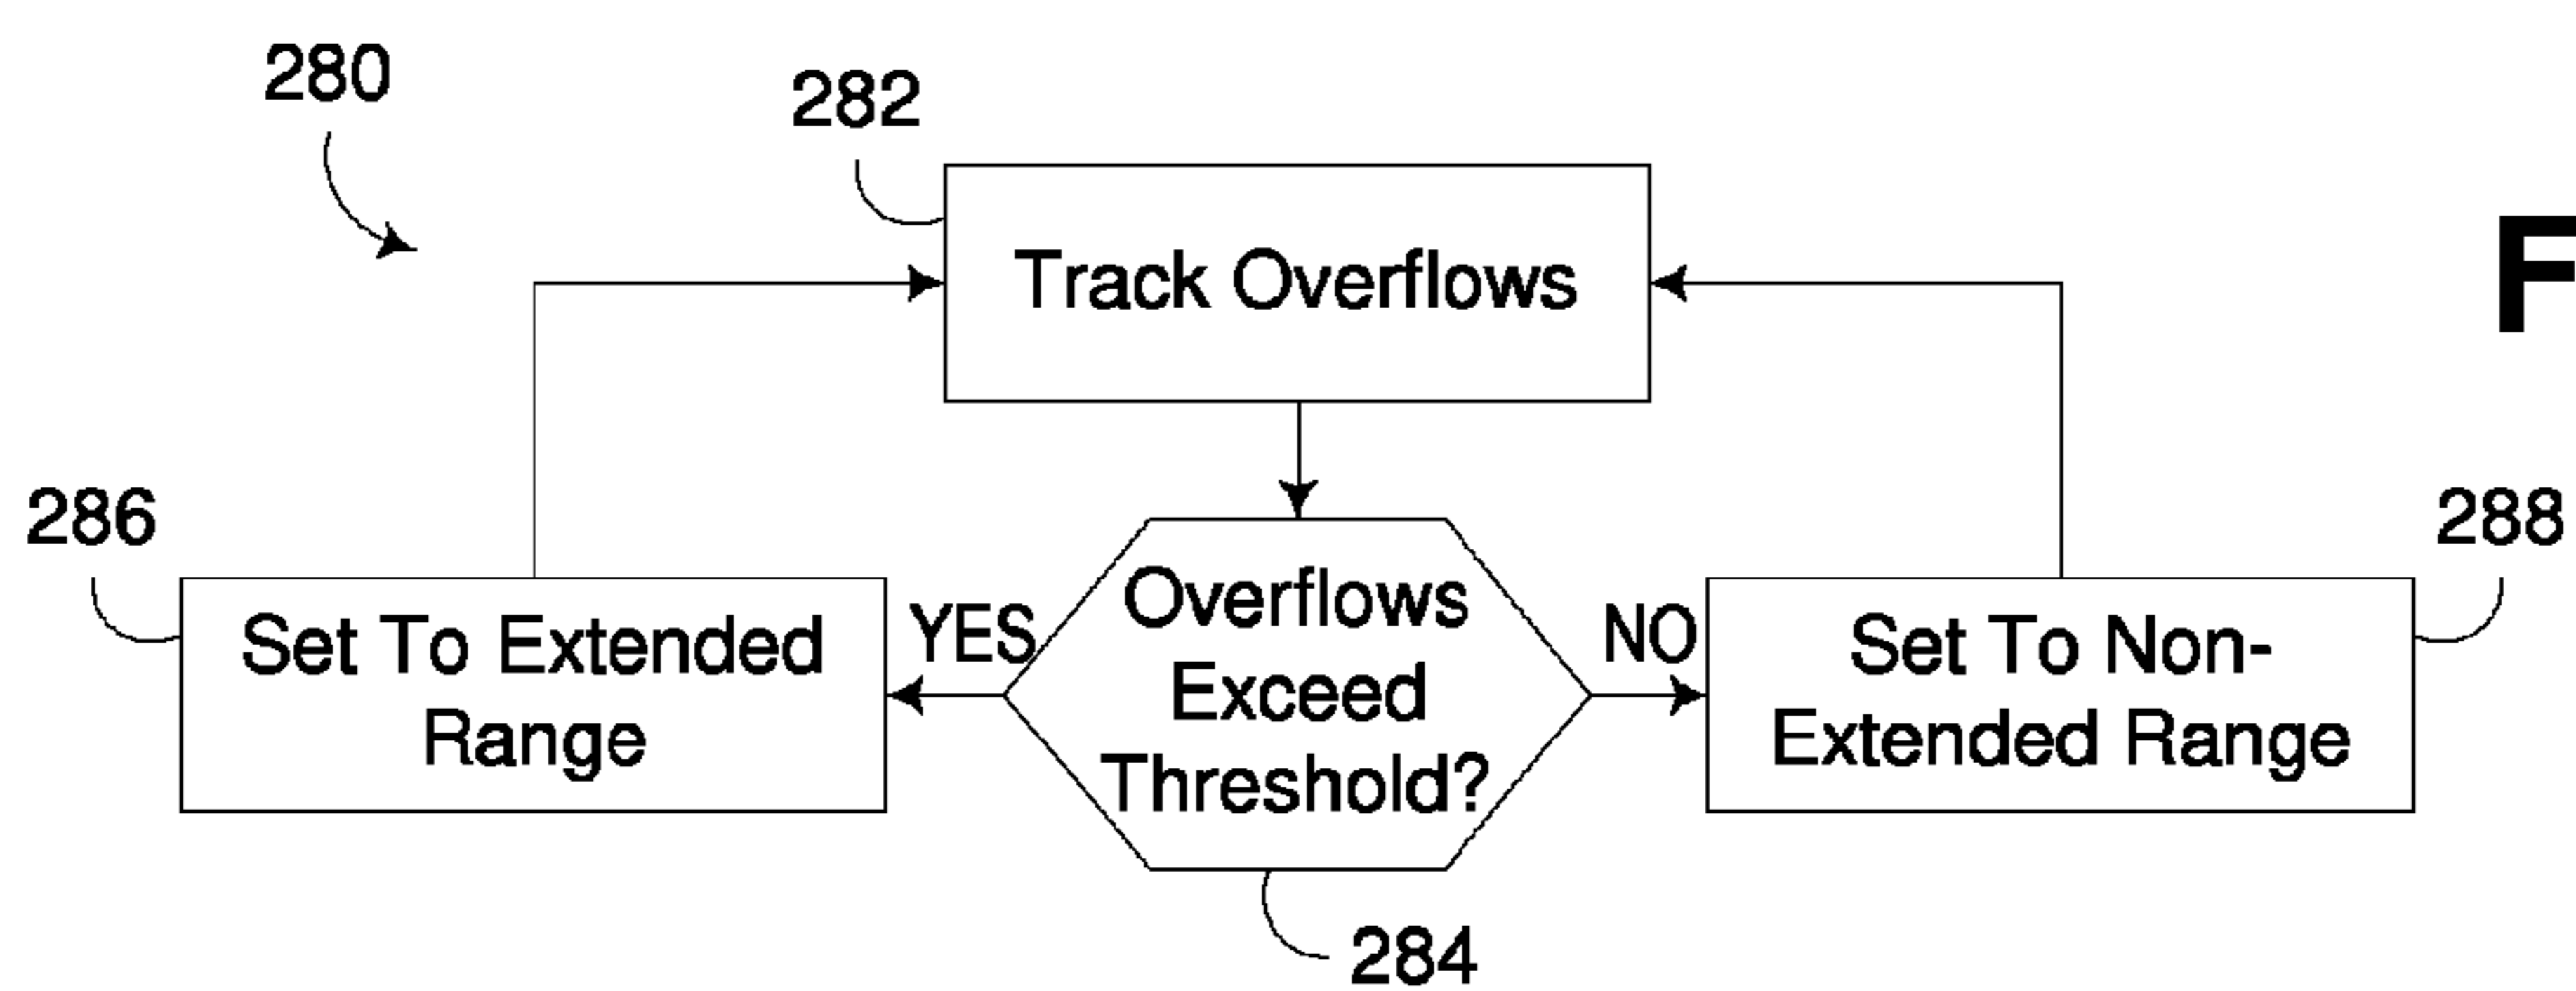 280
282
Track Overflows
F
286
288
Set To Extended
Range
YES
Overflows
Exceed
Threshold?
NO
Set To Non-
Extended Range
284